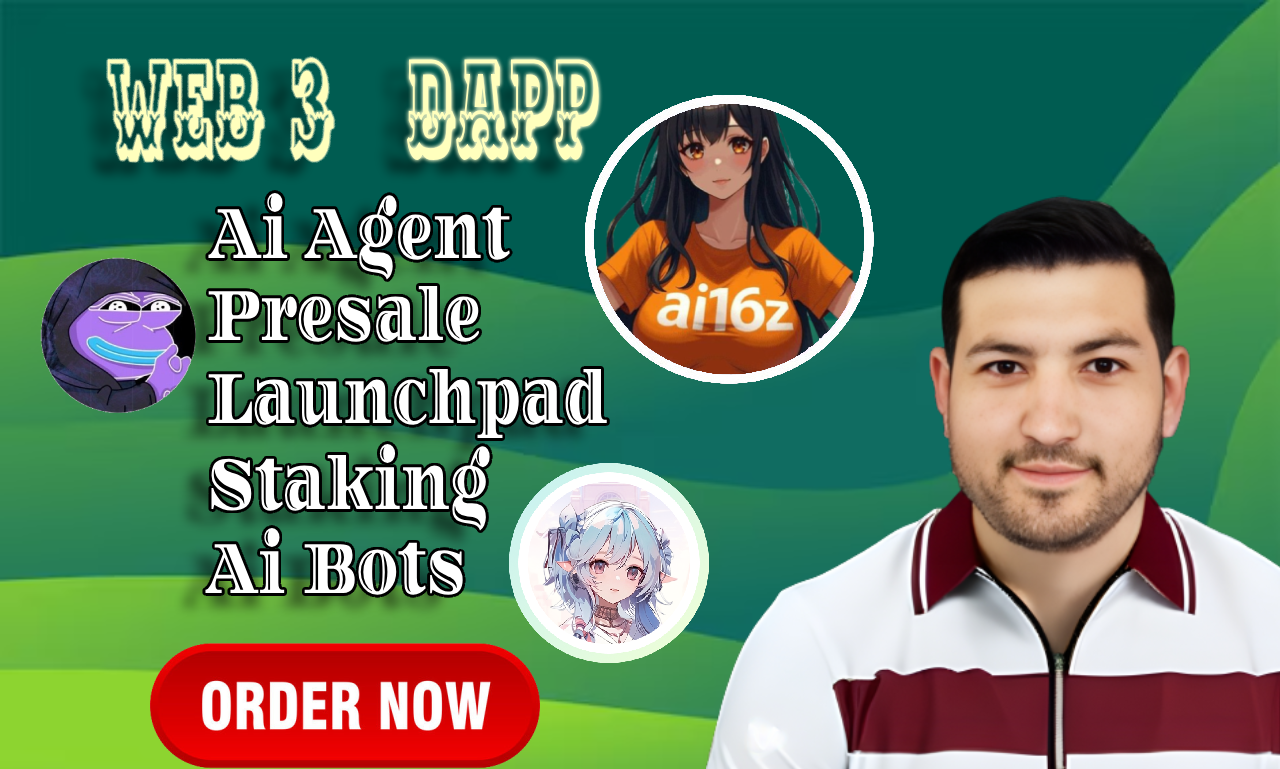 WEB 3 DAPP
Ai Agent
Presale
Launchpad
Staking
Ai Bots
ai16z
ORDER NOW